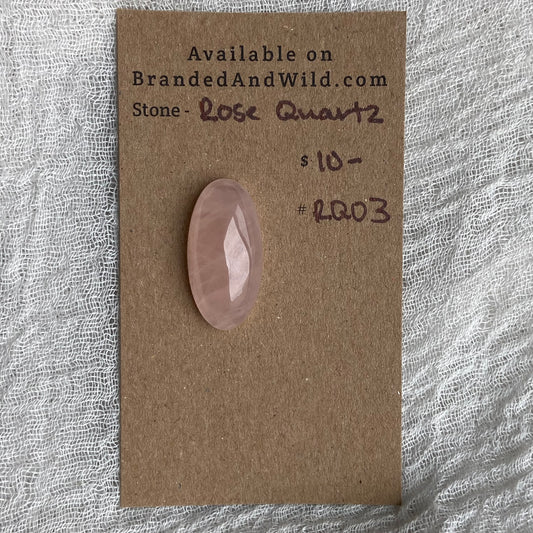 Available on
BrandedAndWild.com
Stone - Rose Quartz
$ 10-
# RQ03